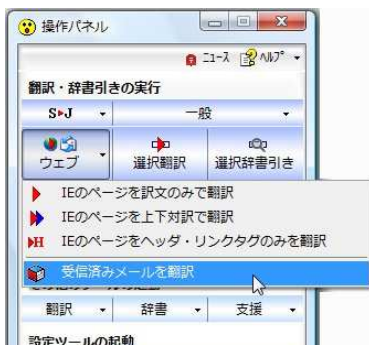 操作パネル
ニュース ヘルプ
翻訳・辞書引きの実行
S▸J 一般
ウェブ 選択翻訳 選択辞書引き
IEのページを訳文のみで翻訳
IEのページを上下対訳で翻訳
H IEのページをヘッダ・リンクタグのみを翻訳
受信済みメールを翻訳
翻訳 辞書 支援
設定ツールの起動